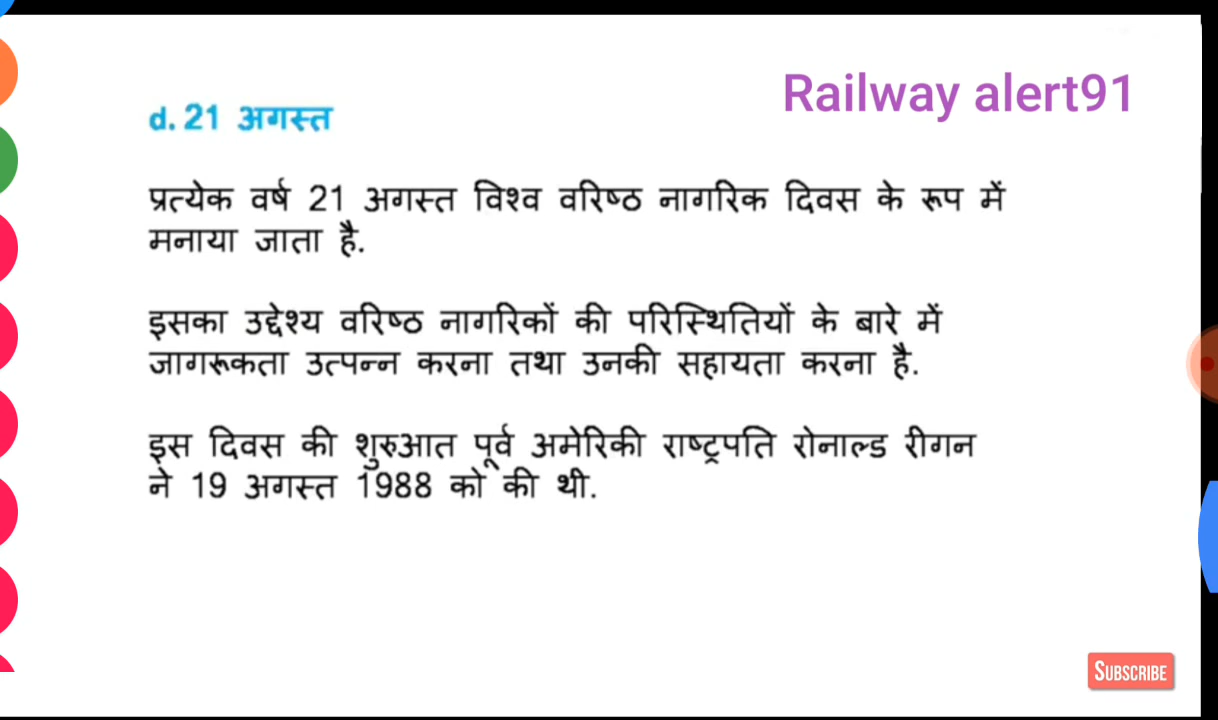 Railway alert91
d. 21 अगस्त
प्रत्येक वर्ष 21 अगस्त विश्व वरिष्ठ नागरिक दिवस के रूप में
मनाया जाता है.
इसका उद्देश्य वरिष्ठ नागरिकों की परिस्थितियों के बारे में
जागरूकता उत्पन्न करना तथा उनकी सहायता करना है.
इस दिवस की शुरुआत पूर्व अमेरिकी राष्ट्रपति रोनाल्ड रीगन
ने 19 अगस्त 1988 को की थी.
SUBSCRIBE